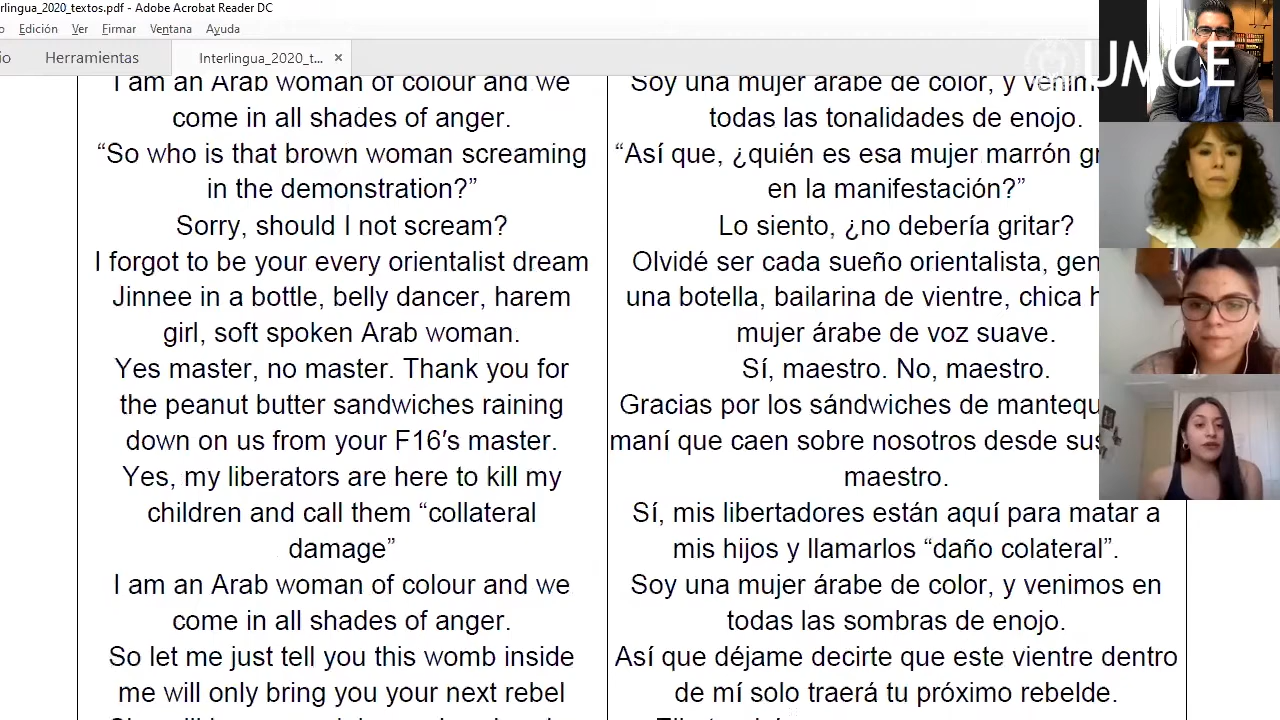 rlingua_2020_textos.pdf - Adobe Acrobat Reader DC
Edición Ver Firmar Ventana Ayuda
Herramientas
Interlingua_2020_t... ×
UMCE
I am an Arab woman of colour and we
come in all shades of anger.
“So who is that brown woman screaming
in the demonstration?”
Sorry, should I not scream?
I forgot to be your every orientalist dream
Jinnee in a bottle, belly dancer, harem
girl, soft spoken Arab woman.
Yes master, no master. Thank you for
the peanut butter sandwiches raining
down on us from your F16′s master.
Yes, my liberators are here to kill my
children and call them “collateral
damage”
I am an Arab woman of colour and we
come in all shades of anger.
So let me just tell you this womb inside
me will only bring you your next rebel
Soy una mujer árabe de color, y
todas las tonalidades de enojo.
“Así que, ¿quién es esa mujer marrón
en la manifestación?”
Lo siento, ¿no debería gritar?
Olvidé ser cada sueño orientalista,
una botella, bailarina de vientre, chica
mujer árabe de voz suave.
Sí, maestro. No, maestro.
Gracias por los sándwiches de
maní que caen sobre nosotros desde sus
maestro.
Sí, mis libertadores están aquí para matar a
mis hijos y llamarlos “daño colateral”.
Soy una mujer árabe de color, y venimos en
todas las sombras de enojo.
Así que déjame decirte que este vientre dentro
de mí solo traerá tu próximo rebelde.